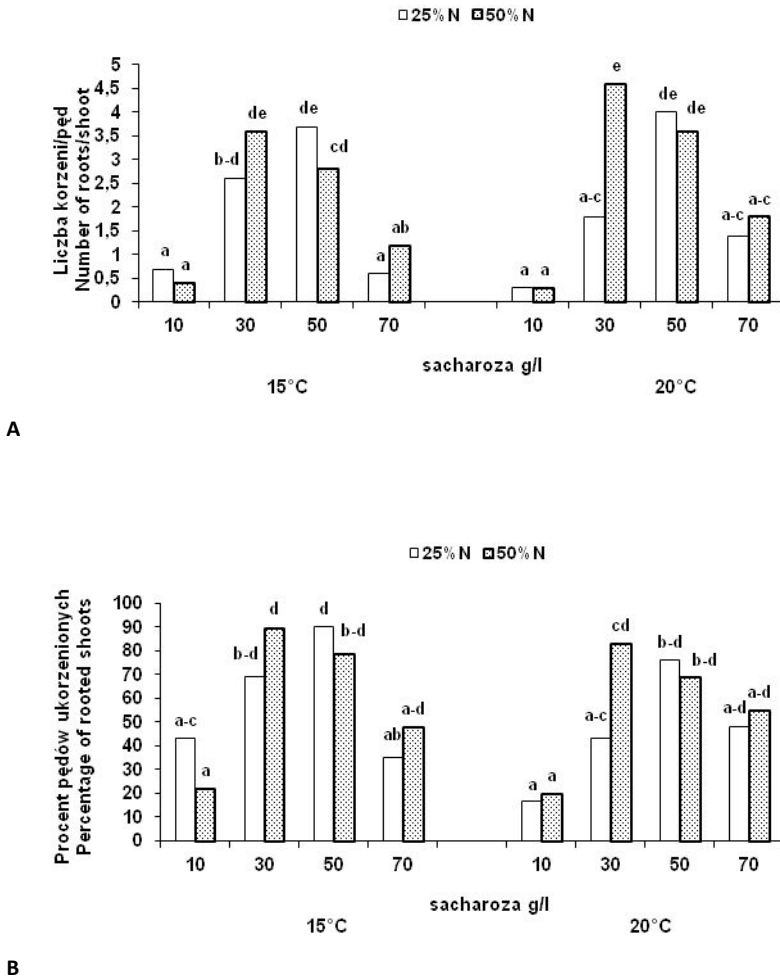 25% N 50% N
Liczba korzeni/pęd
Number of roots/shoot
5
4,5
4
3,5
3
2,5
2
1,5
1
0,5
0
a a b-d de de cd a ab a a a-c e de de a-c a-c
10 30 50 70 10 30 50 70
sacharoza g/l
15°C 20°C
A
25% N 50% N
Procent pędów ukorzenionych
Percentage of rooted shoots
100
90
80
70
60
50
40
30
20
10
0
a-c a b-d d d b-d ab a-d a a a-c cd b-d b-d a-d a-d
10 30 50 70 10 30 50 70
sacharoza g/l
15°C 20°C
B